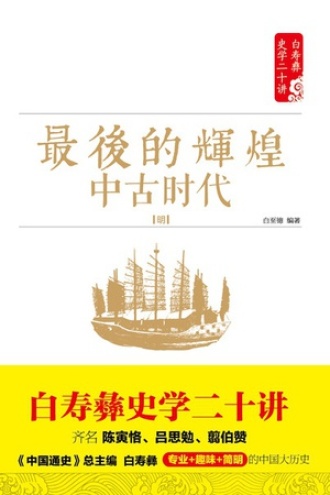 白寿彝
史学二十讲
最後的輝煌
中古时代
[明]
白至德 编著
白寿彝史学二十讲
齐名 陈寅恪、吕思勉、翦伯赞
《中国通史》总主编 白寿彝 专业+趣味+简明 的中国大历史